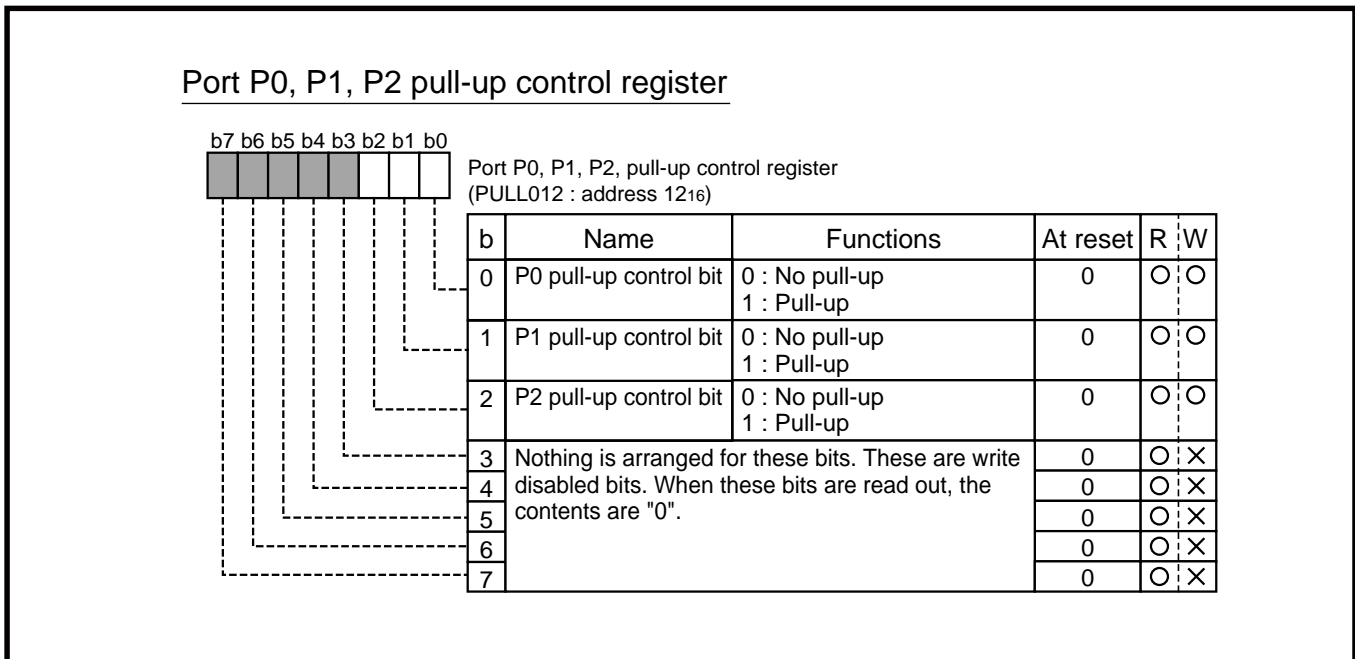 Port P0, P1, P2 pull-up control register
b7 b6 b5 b4 b3 b2 b1 b0
Port P0, P1, P2, pull-up control register
(PULL012 : address 1216)
b Name Functions At reset R W
0 P0 pull-up control bit 0 : No pull-up 0 O O
1 : Pull-up
1 P1 pull-up control bit 0 : No pull-up 0 O O
1 : Pull-up
2 P2 pull-up control bit 0 : No pull-up 0 O O
1 : Pull-up
3 Nothing is arranged for these bits. These are write 0 O ×
4 disabled bits. When these bits are read out, the 0 O ×
5 contents are "0". 0 O ×
6 0 O ×
7 0 O ×